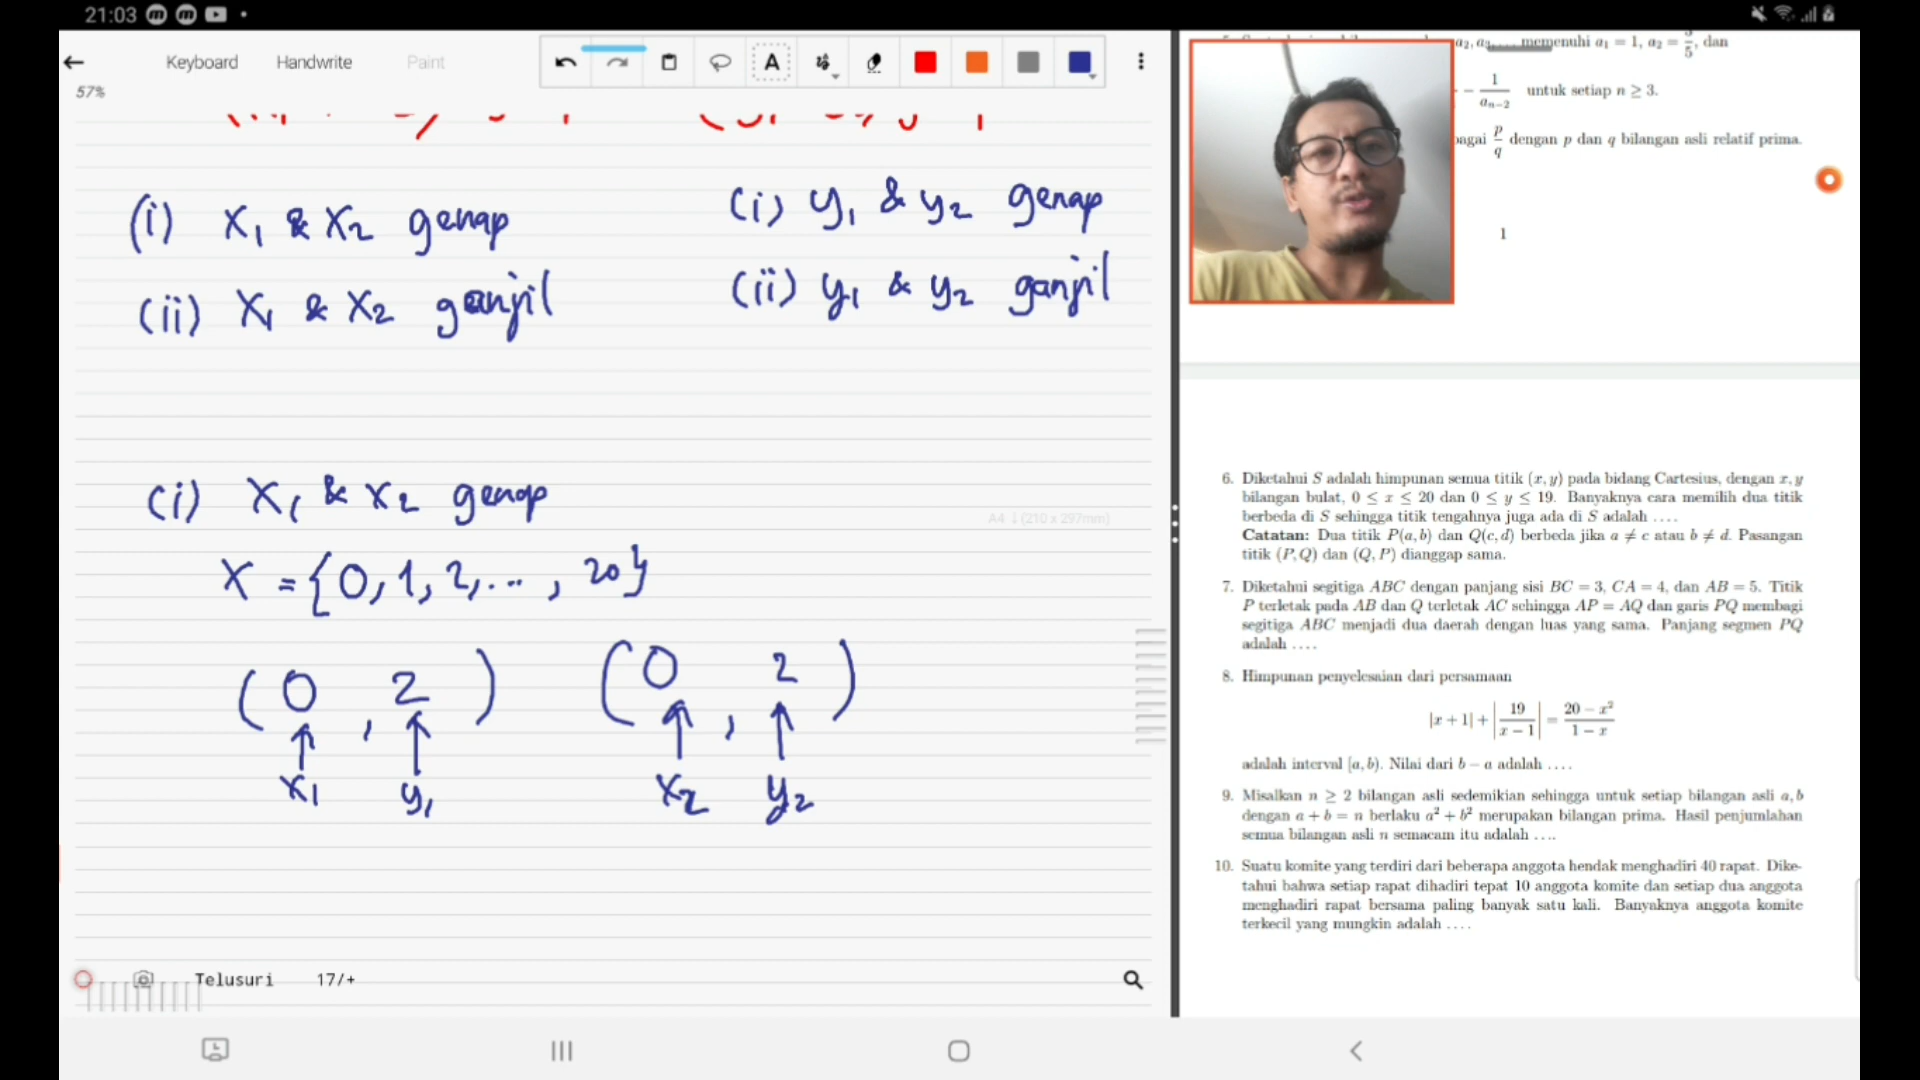 21:03
Keyboard Handwrite Paint
A
57%
(i) x₁ & x₂ genap
(ii) x₁ & x₂ ganjil
(i) y₁ & y₂ genap
(ii) y₁ & y₂ ganjil
(i) x₁ & x₂ genap
A4 ↓ (210 x 297mm)
X = {0, 1, 2, ... , 20}
(0 , 2) (0 , 2)
x₁ y₁ x₂ y₂
Telusuri 17/+
a₂, a₃, ... memenuhi a₁ = 1, a₂ = 3/5, dan
− 1/aₙ₋₂ untuk setiap n ≥ 3.
bagai p/q dengan p dan q bilangan asli relatif prima.
1
6. Diketahui S adalah himpunan semua titik (x, y) pada bidang Cartesius, dengan x, y
bilangan bulat, 0 ≤ x ≤ 20 dan 0 ≤ y ≤ 19. Banyaknya cara memilih dua titik
berbeda di S sehingga titik tengahnya juga ada di S adalah ....
Catatan: Dua titik P(a, b) dan Q(c, d) berbeda jika a ≠ c atau b ≠ d. Pasangan
titik (P, Q) dan (Q, P) dianggap sama.
7. Diketahui segitiga ABC dengan panjang sisi BC = 3, CA = 4, dan AB = 5. Titik
P terletak pada AB dan Q terletak AC sehingga AP = AQ dan garis PQ membagi
segitiga ABC menjadi dua daerah dengan luas yang sama. Panjang segmen PQ
adalah ....
8. Himpunan penyelesaian dari persamaan
|x + 1| + |19/(x − 1)| = (20 − x²)/(1 − x)
adalah interval [a, b). Nilai dari b − a adalah ....
9. Misalkan n ≥ 2 bilangan asli sedemikian sehingga untuk setiap bilangan asli a, b
dengan a + b = n berlaku a² + b² merupakan bilangan prima. Hasil penjumlahan
semua bilangan asli n semacam itu adalah ....
10. Suatu komite yang terdiri dari beberapa anggota hendak menghadiri 40 rapat. Dike-
tahui bahwa setiap rapat dihadiri tepat 10 anggota komite dan setiap dua anggota
menghadiri rapat bersama paling banyak satu kali. Banyaknya anggota komite
terkecil yang mungkin adalah ....